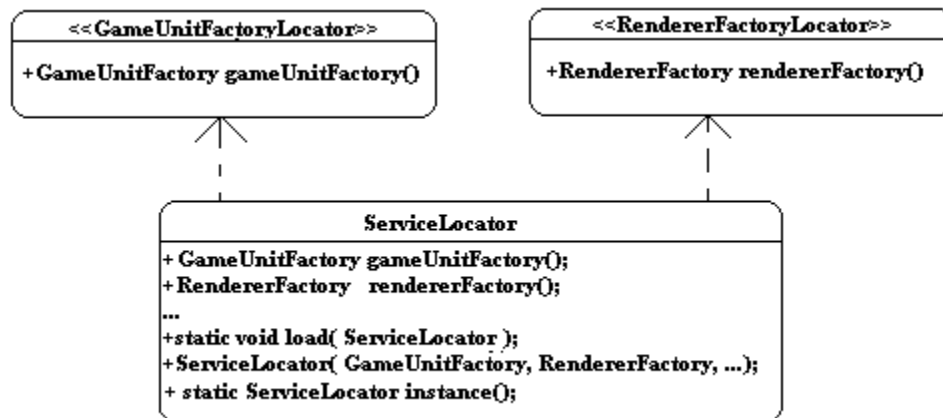 <<GameUnitFactoryLocator>>
+GameUnitFactory gameUnitFactory()
<<RendererFactoryLocator>>
+RendererFactory rendererFactory()
ServiceLocator
+ GameUnitFactory gameUnitFactory();
+ RendererFactory rendererFactory();
...
+static void load( ServiceLocator );
+ServiceLocator( GameUnitFactory, RendererFactory, ...);
+ static ServiceLocator instance();